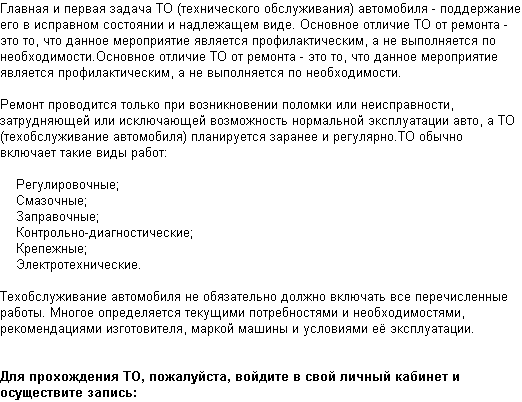 Главная и первая задача ТО (технического обслуживания) автомобиля - поддержание
его в исправном состоянии и надлежащем виде. Основное отличие ТО от ремонта -
это то, что данное мероприятие является профилактическим, а не выполняется по
необходимости.Основное отличие ТО от ремонта - это то, что данное мероприятие
является профилактическим, а не выполняется по необходимости.
Ремонт проводится только при возникновении поломки или неисправности,
затрудняющей или исключающей возможность нормальной эксплуатации авто, а ТО
(техобслуживание автомобиля) планируется заранее и регулярно.ТО обычно
включает такие виды работ:
Регулировочные;
Смазочные;
Заправочные;
Контрольно-диагностические;
Крепежные;
Электротехнические.
Техобслуживание автомобиля не обязательно должно включать все перечисленные
работы. Многое определяется текущими потребностями и необходимостями,
рекомендациями изготовителя, маркой машины и условиями её эксплуатации.
Для прохождения ТО, пожалуйста, войдите в свой личный кабинет и
осуществите запись: